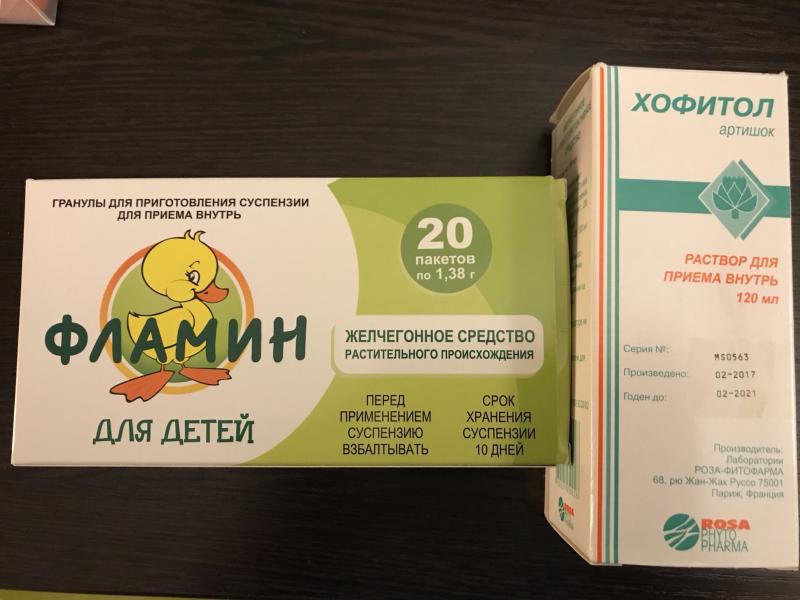 ГРАНУЛЫ ДЛЯ ПРИГОТОВЛЕНИЯ СУСПЕНЗИИ
ДЛЯ ПРИЕМА ВНУТРЬ
ФЛАМИН
ДЛЯ ДЕТЕЙ
20
пакетов
по 1,38 г
ЖЕЛЧЕГОННОЕ СРЕДСТВО
РАСТИТЕЛЬНОГО ПРОИСХОЖДЕНИЯ
ПЕРЕД
ПРИМЕНЕНИЕМ
СУСПЕНЗИЮ
ВЗБАЛТЫВАТЬ
СРОК
ХРАНЕНИЯ
СУСПЕНЗИИ
10 ДНЕЙ
ХОФИТОЛ
артишок
РАСТВОР ДЛЯ
ПРИЕМА ВНУТРЬ
120 мл
Серия №: MS0563
Произведено: 02-2017
Годен до: 02-2021
Производитель:
Лаборатории
РОЗА-ФИТОФАРМА
68, рю Жан-Жак Руссо 75001
Париж, Франция
ROSA
PHYTO
PHARMA